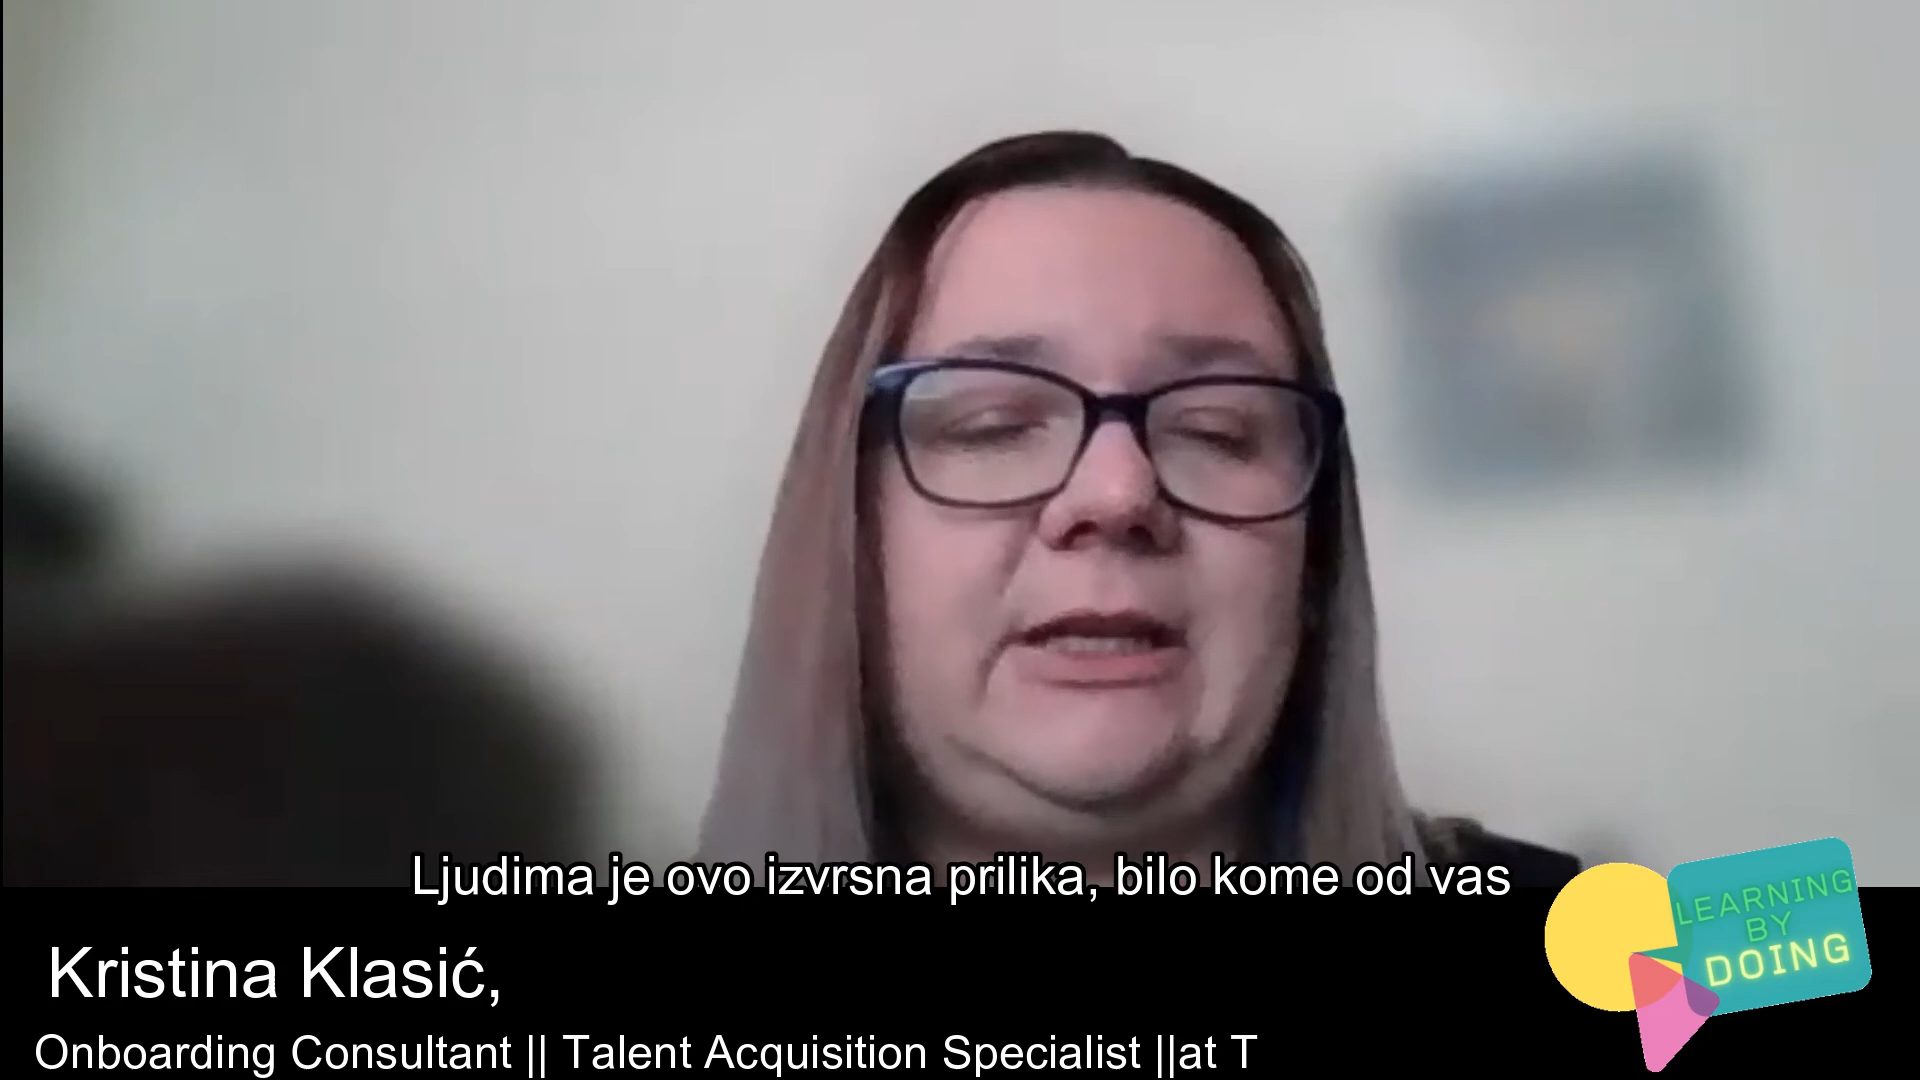 Ljudima je ovo izvrsna prilika, bilo kome od vas
Kristina Klasić,
Onboarding Consultant || Talent Acquisition Specialist ||at T
LEARNING
BY
DOING